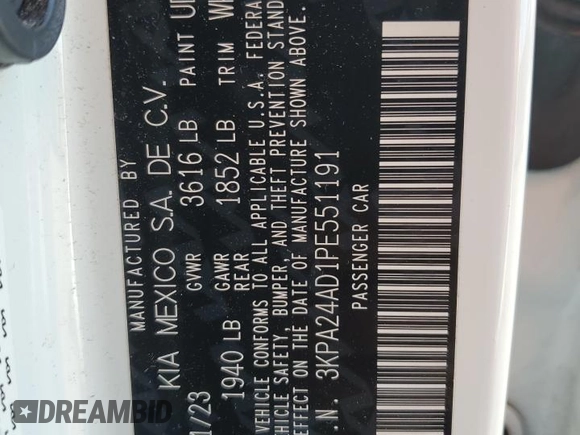 MANUFACTURED BY
KIA MEXICO S.A. DE C.V.
1/23 GVWR 3616 LB PAINT
1940 LB GAWR REAR 1852 LB TRIM
VEHICLE CONFORMS TO ALL APPLICABLE U.S.A. FEDERA
EHICLE SAFETY, BUMPER, AND THEFT PREVENTION STAND
EFFECT ON THE DATE OF MANUFACTURE SHOWN ABOVE.
.N. 3KPA24AD1PE551191
PASSENGER CAR
DREAMBID